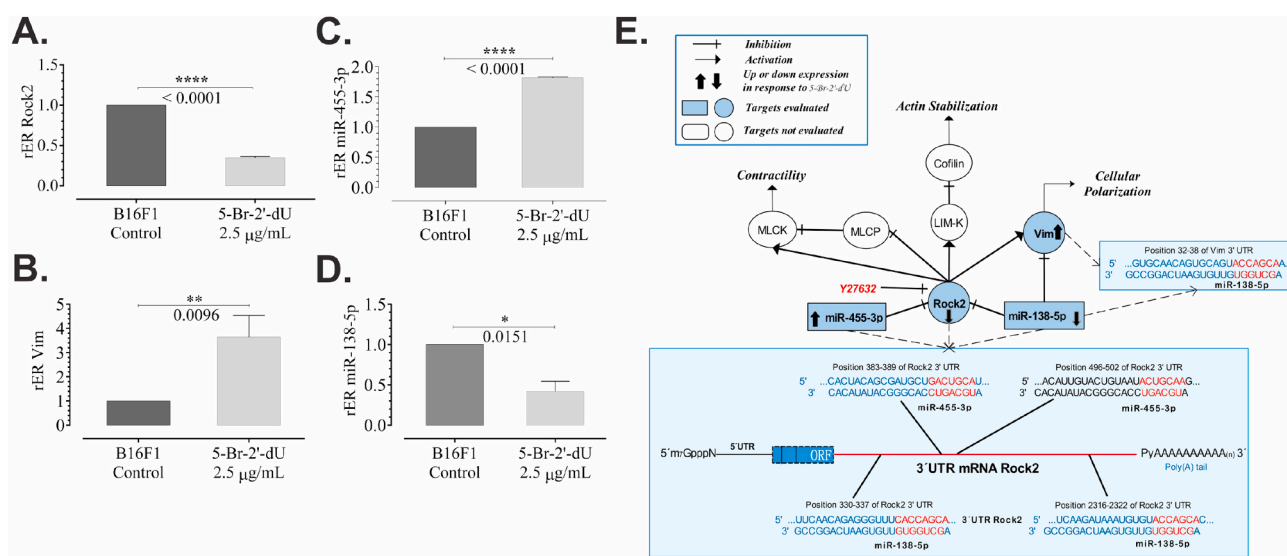 A.
rER Rock2
1.5
1.0
0.5
0.0
****
< 0.0001
B16F1
Control
5-Br-2'-dU
2.5 µg/mL
B.
rER Vim
5
4
3
2
1
0
**
0.0096
B16F1
Control
5-Br-2'-dU
2.5 µg/mL
C.
rER miR-455-3p
2.0
1.5
1.0
0.5
0.0
****
< 0.0001
B16F1
Control
5-Br-2'-dU
2.5 µg/mL
D.
rER miR-138-5p
1.5
1.0
0.5
0.0
*
0.0151
B16F1
Control
5-Br-2'-dU
2.5 µg/mL
E.
Inhibition
Activation
Up or down expression
in response to 5-Br-2'-dU
Targets evaluated
Targets not evaluated
Actin Stabilization
Contractility
Cofilin
Cellular
Polarization
MLCK
MLCP
LIM-K
Vim
Y27632
Rock2
miR-455-3p
miR-138-5p
Position 32-38 of Vim 3' UTR
5' ...GUGCAACAGUGCAGUACCAGCAA
GCCGGACUAAGUGUUGUGGUCGA
miR-138-5p
Position 383-389 of Rock2 3' UTR
5' ...CACUACAGCGAUGCUGACUGCAU...
3' CACAUAUACGGGCACCUGACGUA
miR-455-3p
Position 496-502 of Rock2 3' UTR
5' ...ACAUUGUACUGUAAUACUGCAAG...
3' CACAUAUACGGGCACCUGACGUA
miR-455-3p
5´m7GpppN
5´UTR
ORF
3´UTR mRNA Rock2
PyAAAAAAAAAA(n) 3´
Poly(A) tail
Position 330-337 of Rock2 3' UTR
5' ...UUCAACAGAGGGUUUCACCAGCA...
3' GCCGGACUAAGUGUUGUGGUCGA
miR-138-5p
3´UTR Rock2
Position 2316-2322 of Rock2 3' UTR
5' ...UCAAGAUAAAUGUGUACCAGCAC...
3' GCCGGACUAAGUGUUGUGGUCGA
miR-138-5p